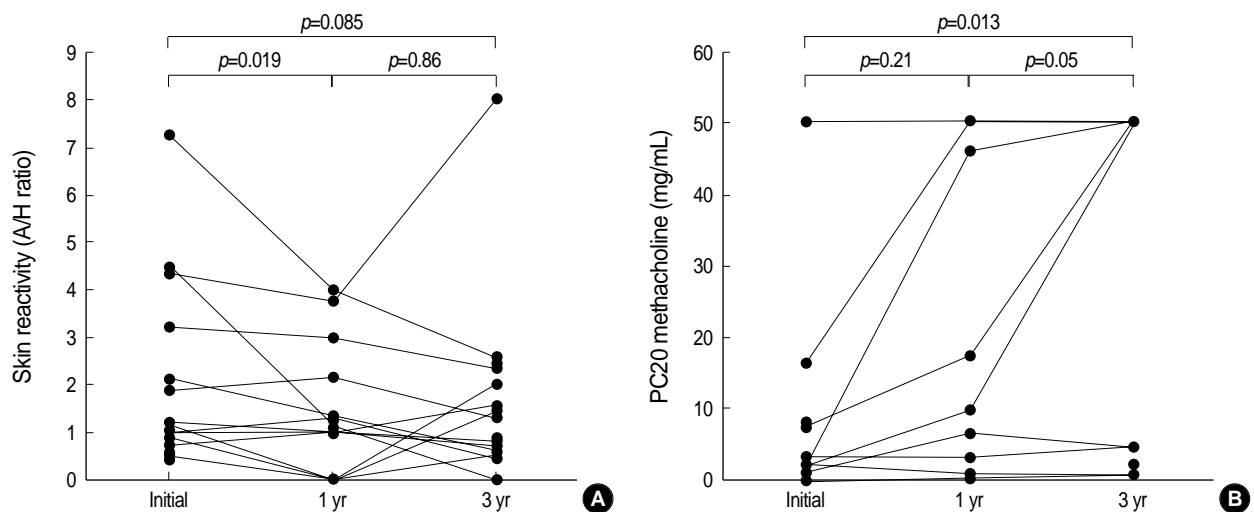 p=0.085
p=0.019
p=0.86
9
8
7
6
5
4
3
2
1
0
Skin reactivity (A/H ratio)
Initial
1 yr
3 yr
A
p=0.013
p=0.21
p=0.05
60
50
40
30
20
10
0
PC20 methacholine (mg/mL)
Initial
1 yr
3 yr
B